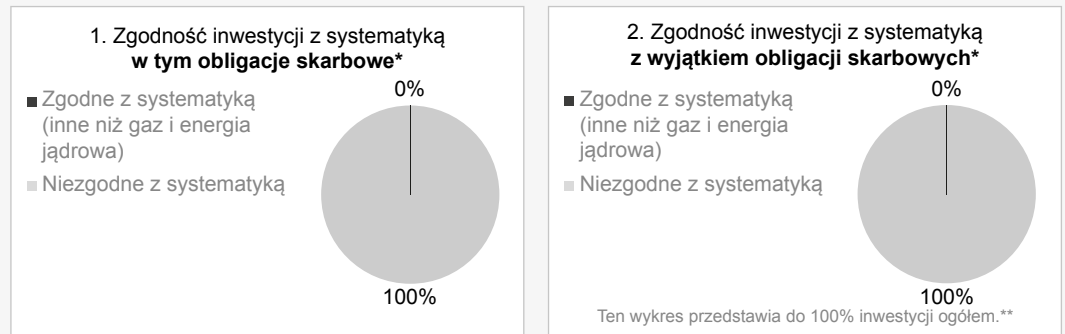 1. Zgodność inwestycji z systematyką
w tym obligacje skarbowe*
0%
Zgodne z systematyką
(inne niż gaz i energia
jądrowa)
Niezgodne z systematyką
100%
2. Zgodność inwestycji z systematyką
z wyjątkiem obligacji skarbowych*
0%
Zgodne z systematyką
(inne niż gaz i energia
jądrowa)
Niezgodne z systematyką
100%
Ten wykres przedstawia do 100% inwestycji ogółem.**